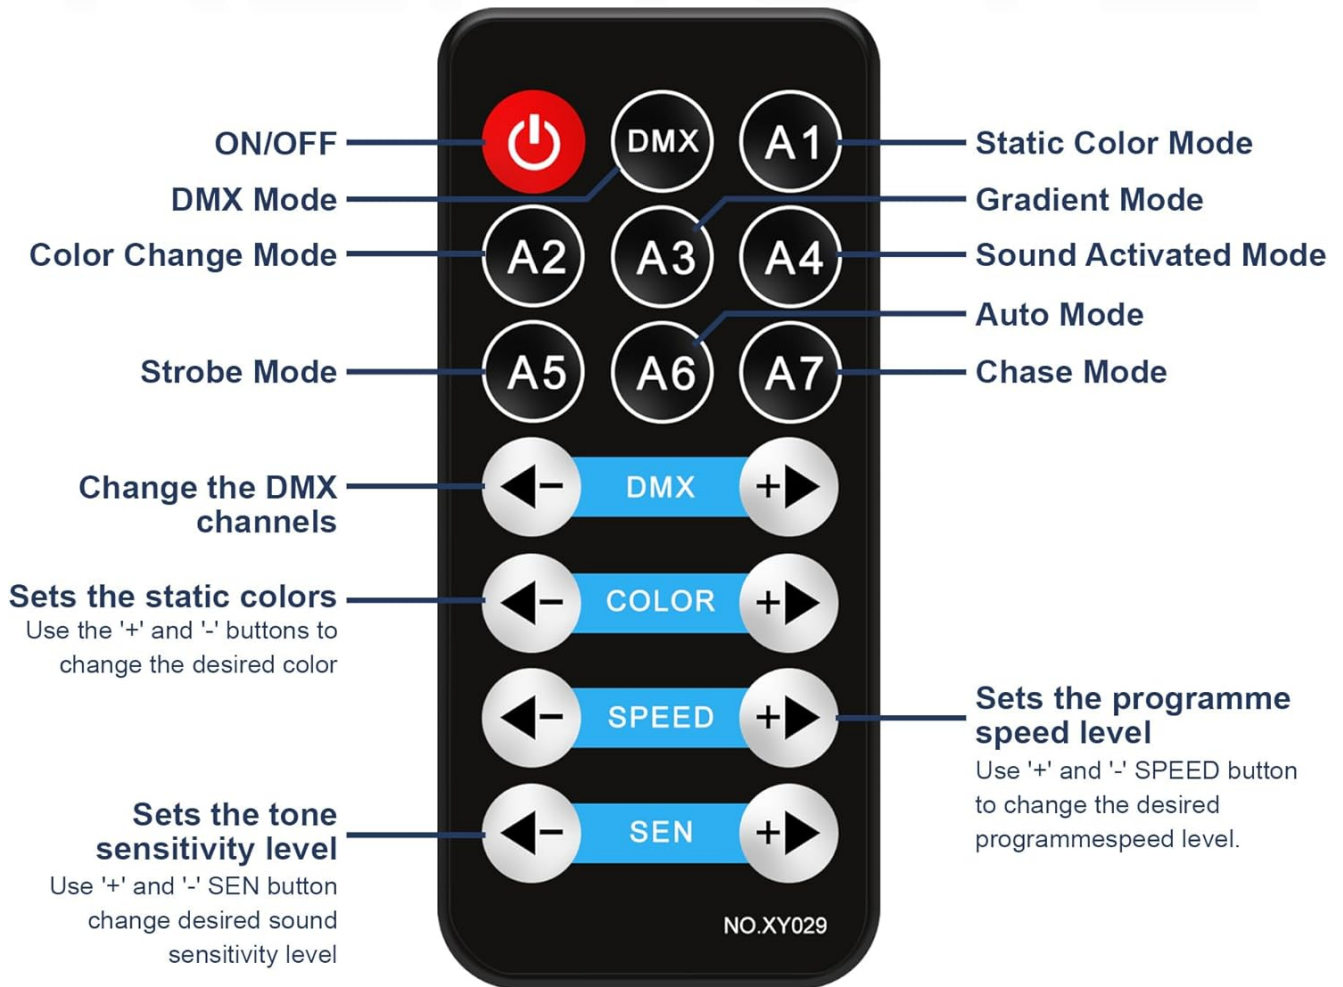 ON/OFF
DMX
A1
Static Color Mode
DMX Mode
Gradient Mode
Color Change Mode
A2
A3
A4
Sound Activated Mode
Auto Mode
Strobe Mode
A5
A6
A7
Chase Mode
Change the DMX
channels
- DMX +
Sets the static colors
Use the '+' and '-' buttons to
change the desired color
- COLOR +
- SPEED +
Sets the programme
speed level
Use '+' and '-' SPEED button
to change the desired
programmespeed level.
Sets the tone
sensitivity level
Use '+' and '-' SEN button
change desired sound
sensitivity level
- SEN +
NO.XY029